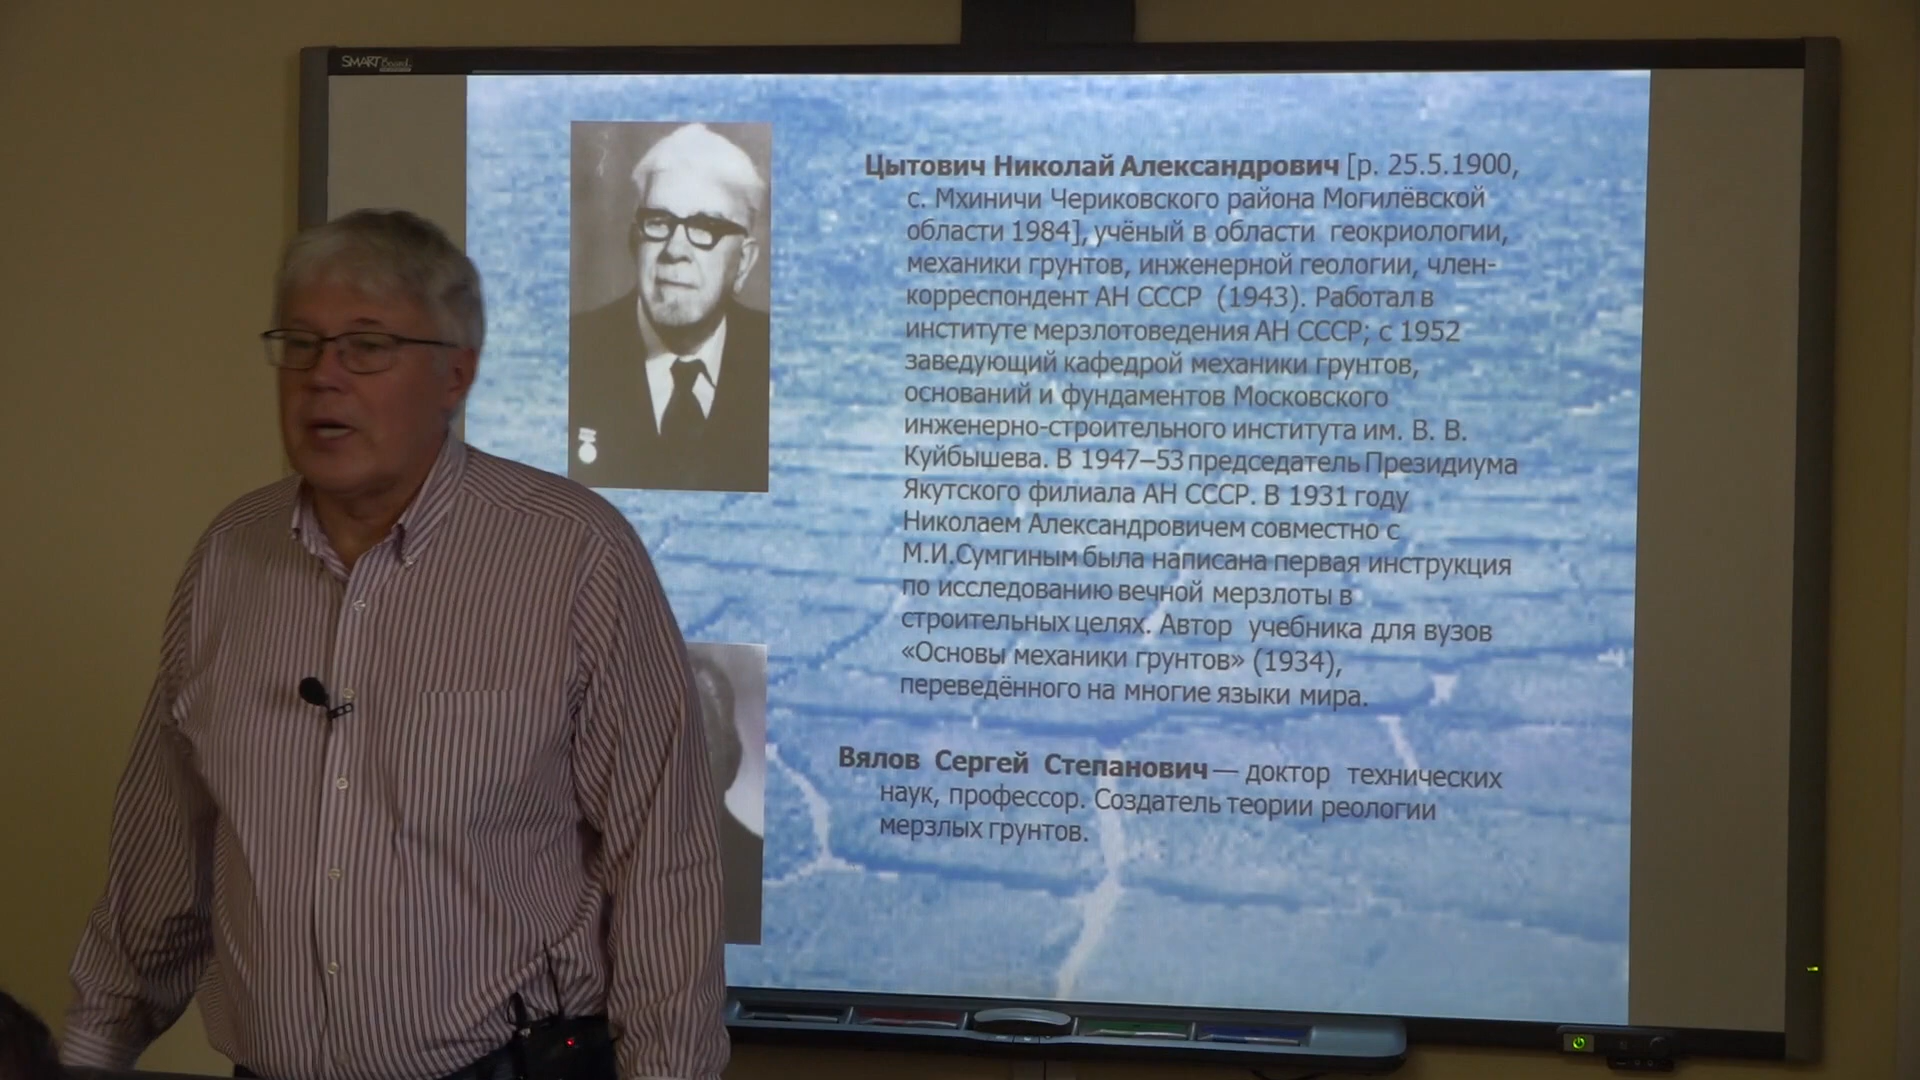 SMART Board
Цытович Николай Александрович [р. 25.5.1900,
с. Мхиничи Чериковского района Могилёвской
области 1984], учёный в области геокриологии,
механики грунтов, инженерной геологии, член-
корреспондент АН СССР (1943). Работал в
институте мерзлотоведения АН СССР; с 1952
заведующий кафедрой механики грунтов,
оснований и фундаментов Московского
инженерно-строительного института им. В. В.
Куйбышева. В 1947–53 председатель Президиума
Якутского филиала АН СССР. В 1931 году
Николаем Александровичем совместно с
М.И.Сумгиным была написана первая инструкция
по исследованию вечной мерзлоты в
строительных целях. Автор учебника для вузов
«Основы механики грунтов» (1934),
переведённого на многие языки мира.
Вялов Сергей Степанович — доктор технических
наук, профессор. Создатель теории реологии
мерзлых грунтов.